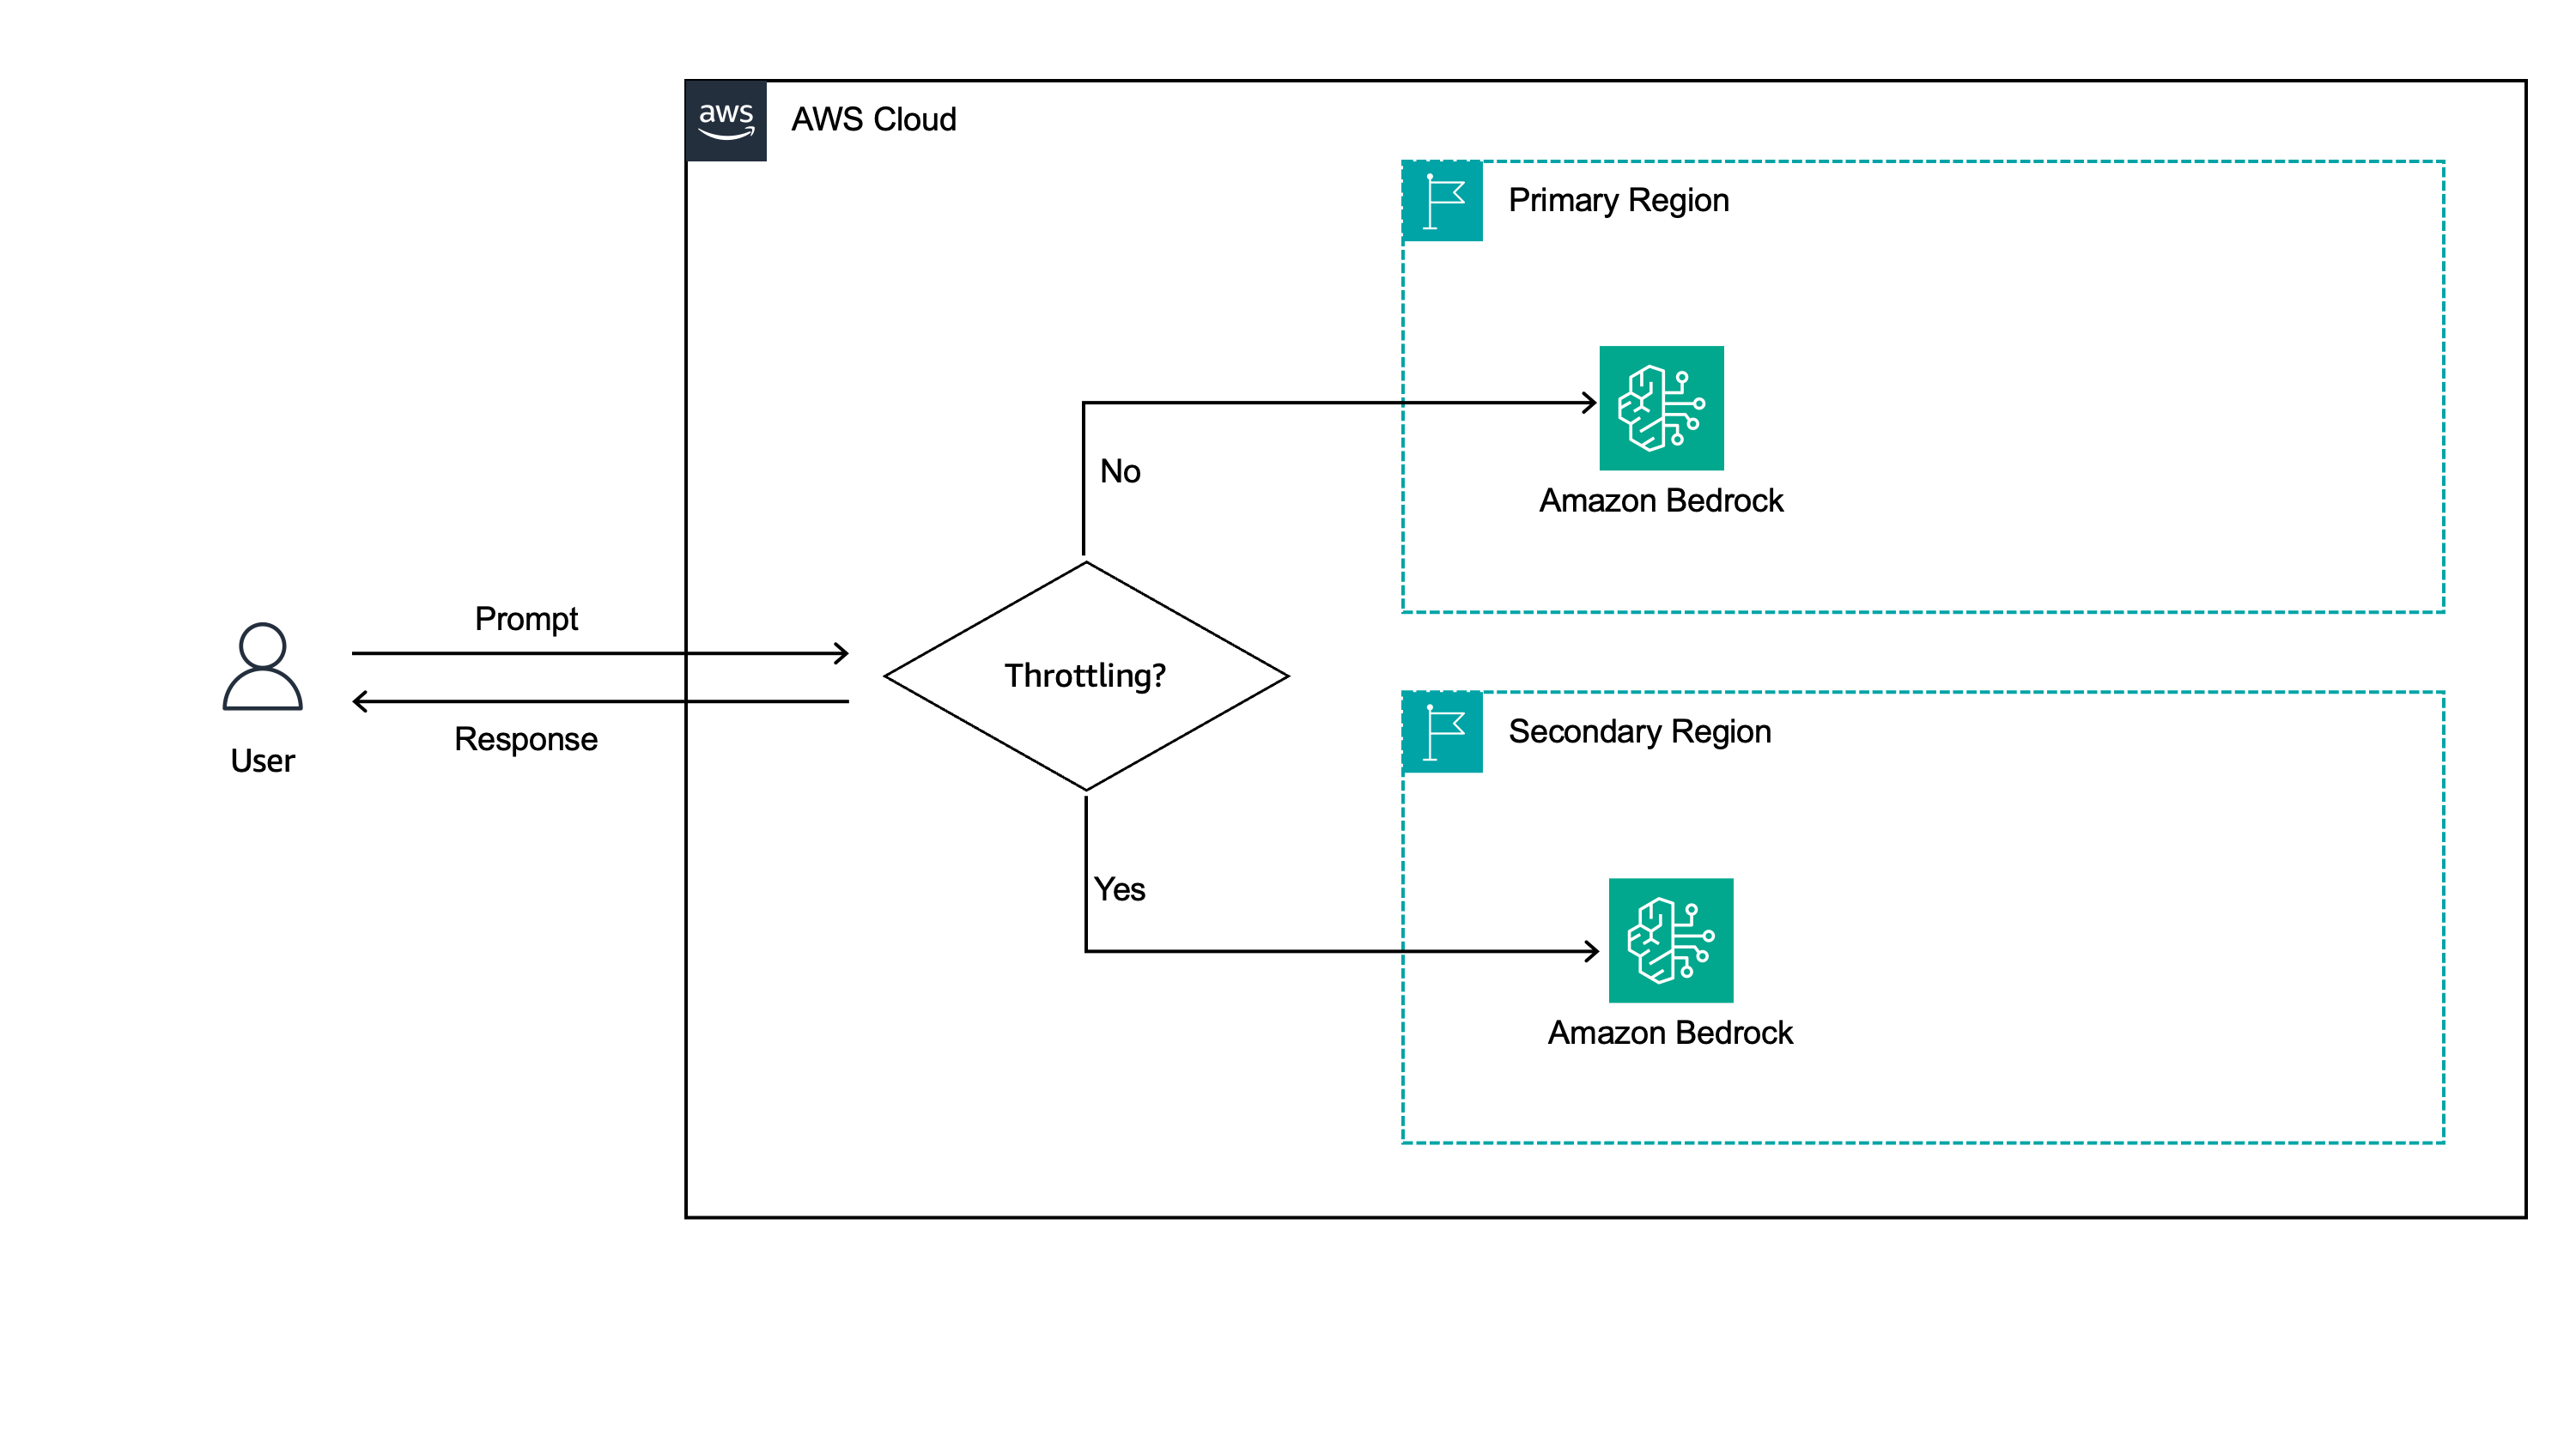 aws
AWS Cloud
Primary Region
No
Amazon Bedrock
Prompt
Throttling?
Response
User
Secondary Region
Yes
Amazon Bedrock